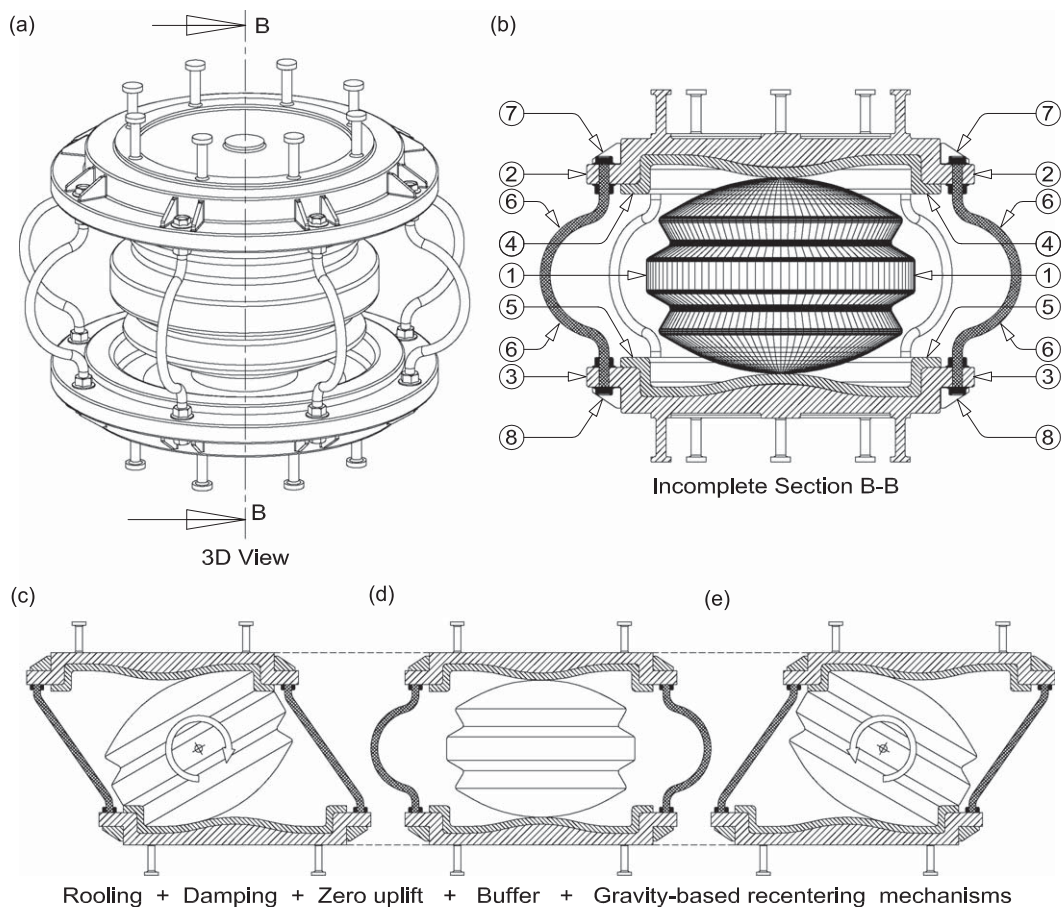 (a)
B
B
3D View
(b)
7 7
2 2
6 6
4 4
1 1
5 5
6 6
3 3
8 8
Incomplete Section B-B
(c) (d) (e)
Rooling + Damping + Zero uplift + Buffer + Gravity-based recentering mechanisms